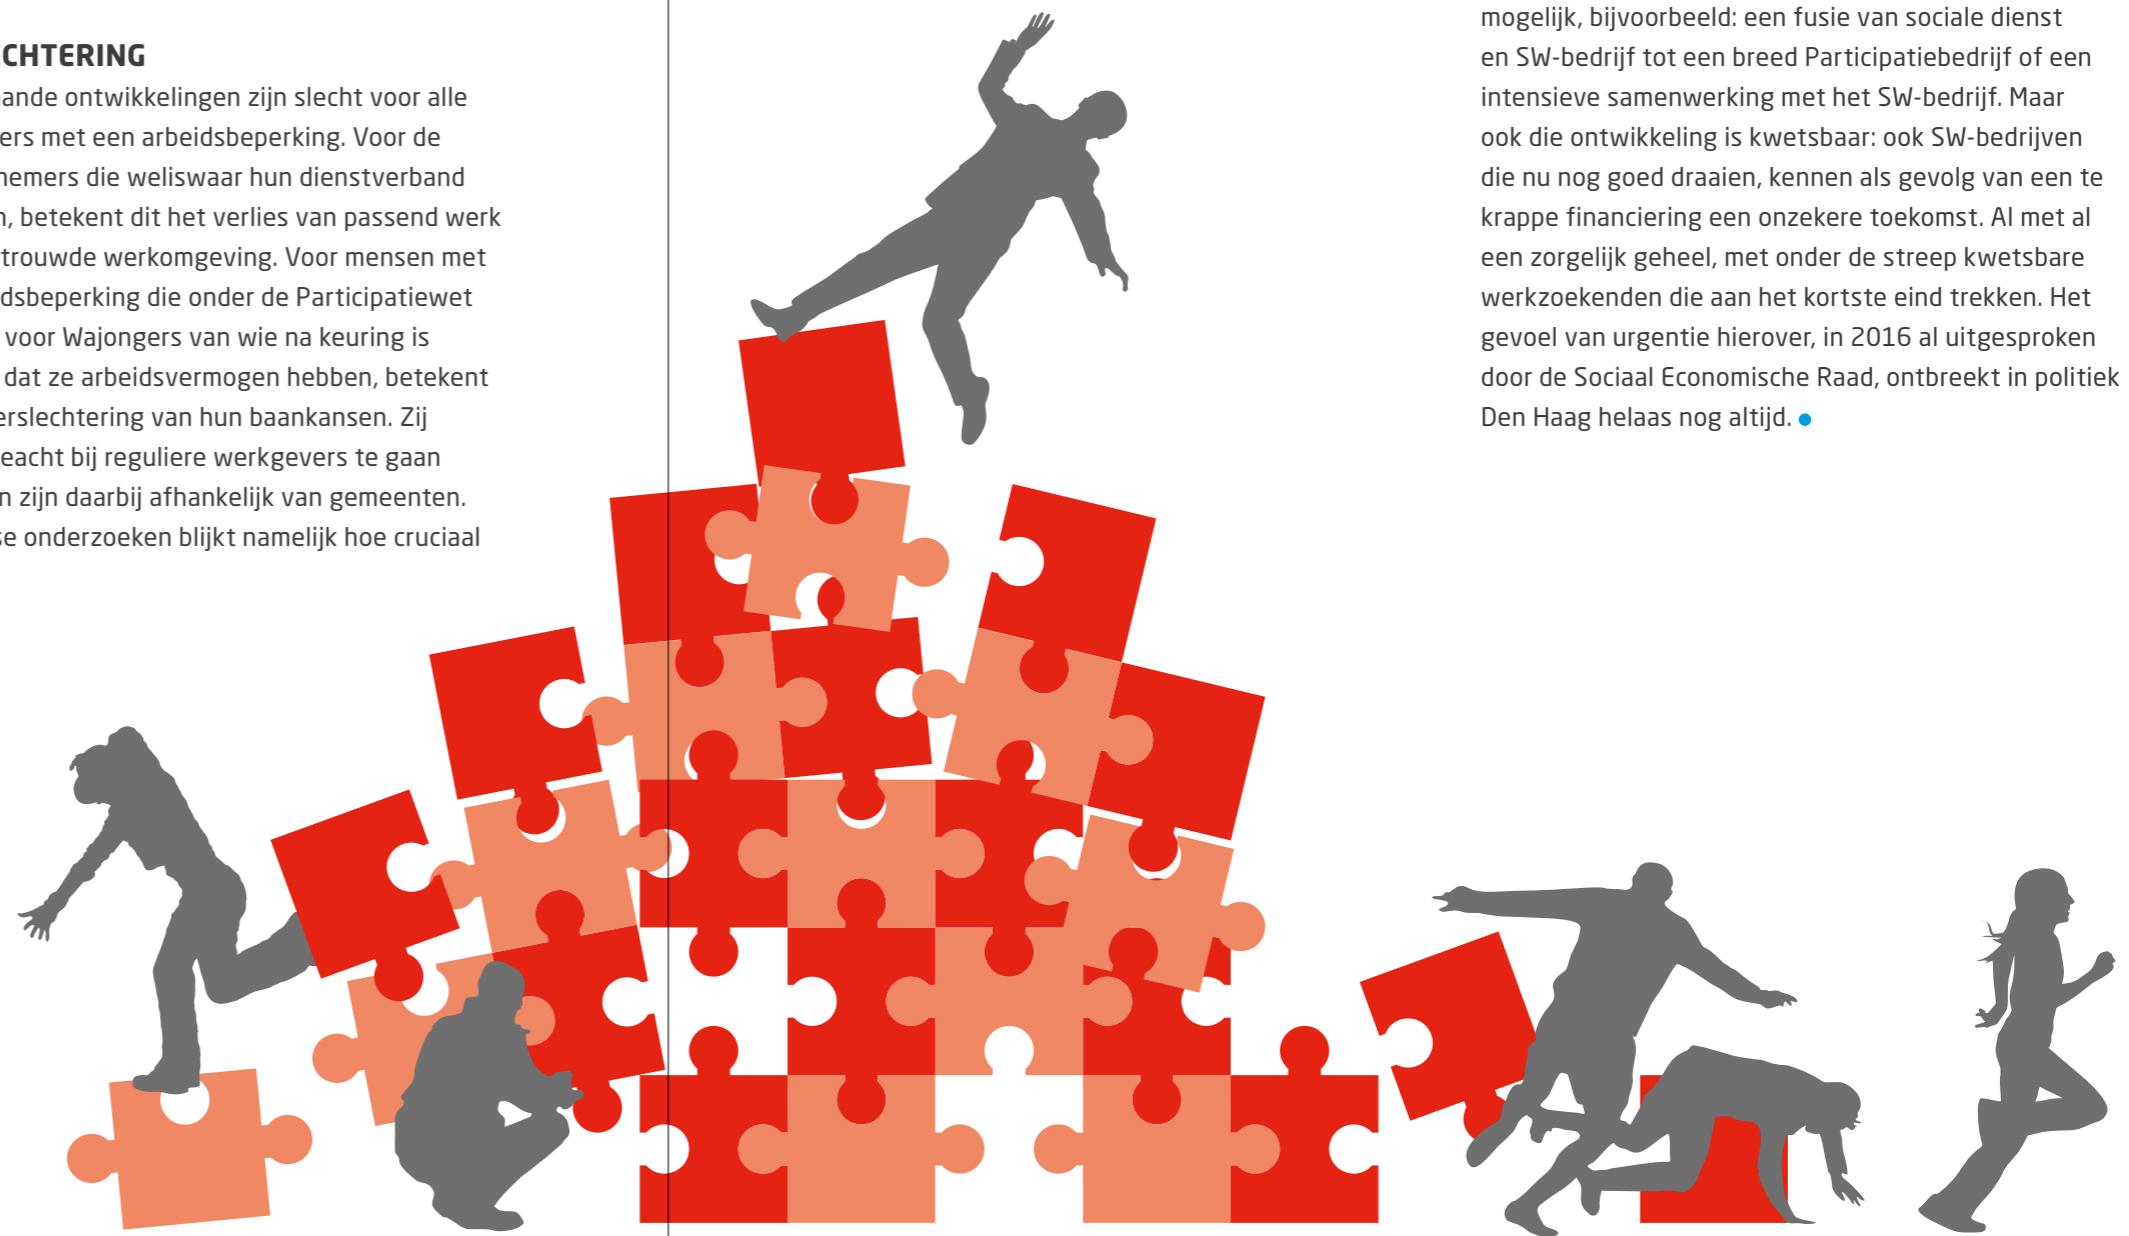 CHTERING
ande ontwikkelingen zijn slecht voor alle
ers met een arbeidsbeperking. Voor de
nemers die weliswaar hun dienstverband
n, betekent dit het verlies van passend werk
trouwde werkomgeving. Voor mensen met
dsbeperking die onder de Participatiewet
voor Wajongers van wie na keuring is
dat ze arbeidsvermogen hebben, betekent
erslechtering van hun baankansen. Zij
eacht bij reguliere werkgevers te gaan
n zijn daarbij afhankelijk van gemeenten.
se onderzoeken blijkt namelijk hoe cruciaal
mogelijk, bijvoorbeeld: een fusie van sociale dienst
en SW-bedrijf tot een breed Participatiebedrijf of een
intensieve samenwerking met het SW-bedrijf. Maar
ook die ontwikkeling is kwetsbaar: ook SW-bedrijven
die nu nog goed draaien, kennen als gevolg van een te
krappe financiering een onzekere toekomst. Al met al
een zorgelijk geheel, met onder de streep kwetsbare
werkzoekenden die aan het kortste eind trekken. Het
gevoel van urgentie hierover, in 2016 al uitgesproken
door de Sociaal Economische Raad, ontbreekt in politiek
Den Haag helaas nog altijd.